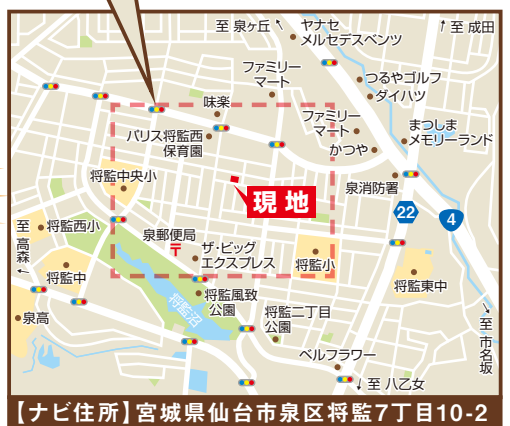 至 泉ヶ丘
ヤナセ
メルセデスベンツ
至 成田
ファミリー
マート
つるやゴルフ
ダイハツ
味楽
ファミリー
マート
まつしま
メモリーランド
パリス将監西
保育園
かつや
将監中央小
泉消防署
現地
22
4
至 高森
将監西小
泉郵便局
〒
ザ・ビッグ
エクスプレス
将監小
将監中
将監東中
将監沼
将監風致
公園
将監二丁目
公園
泉高
至 市名坂
ベルフラワー
至 八乙女
【ナビ住所】宮城県仙台市泉区将監7丁目10-2